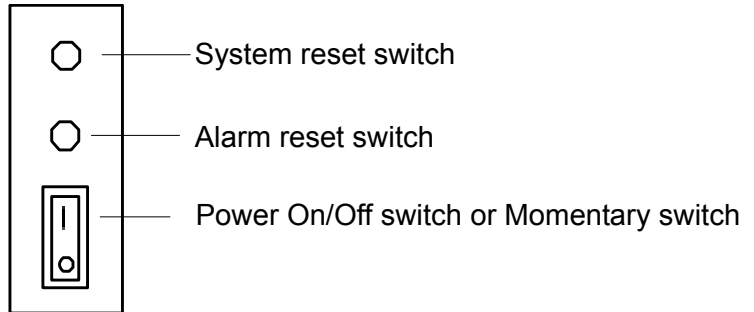 System reset switch
Alarm reset switch
Power On/Off switch or Momentary switch